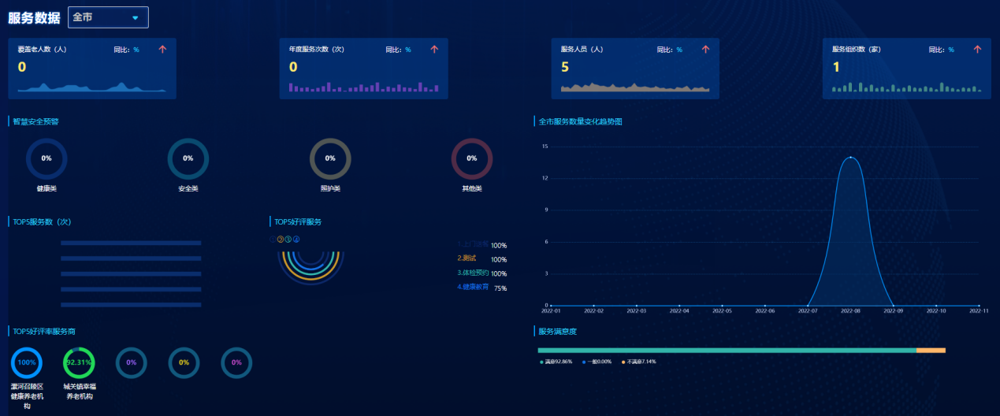 服务数据 全市
覆盖老人数（人） 同比： %
0
年度服务次数（次） 同比： %
0
服务人员（人） 同比： %
5
服务组织数（家） 同比： %
1
智慧安全预警
0% 0% 0% 0%
健康类 安全类 照护类 其他类
TOP5服务数（次）
TOP5好评服务
① ② ③ ④
100%
2.测试 100%
3.体检预约 100%
4.健康教育 75%
TOP5好评率服务商
100% 92.31% 0% 0% 0%
漯河召陵区
健康养老机
构
城关镇幸福
养老机构
全市服务数量变化趋势图
15
12
9
6
3
0
2022-01 2022-02 2022-03 2022-04 2022-05 2022-06 2022-07 2022-08 2022-09 2022-10 2022-11
服务满意度
满意92.86% 一般0.00% 不满意7.14%